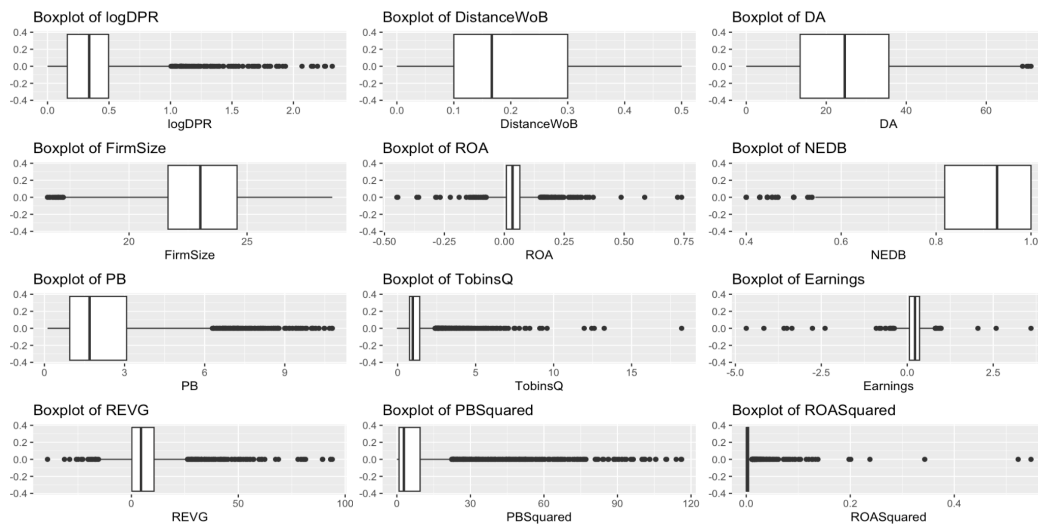 Boxplot of logDPR
0.4
0.2
0.0
-0.2
-0.4
0.0 0.5 1.0 1.5 2.0
logDPR
Boxplot of DistanceWoB
0.4
0.2
0.0
-0.2
-0.4
0.0 0.1 0.2 0.3 0.4 0.5
DistanceWoB
Boxplot of DA
0.4
0.2
0.0
-0.2
-0.4
20 40 60
DA
Boxplot of FirmSize
0.4
0.2
0.0
-0.2
-0.4
20 25
FirmSize
Boxplot of ROA
0.4
0.2
0.0
-0.2
-0.4
-0.50 -0.25 0.00 0.25 0.50 0.75
ROA
Boxplot of NEDB
0.4
0.2
0.0
-0.2
-0.4
0.4 0.6 0.8 1.0
NEDB
Boxplot of PB
0.4
0.2
0.0
-0.2
-0.4
0 3 6 9
PB
Boxplot of TobinsQ
0.4
0.2
0.0
-0.2
-0.4
0 5 10 15
TobinsQ
Boxplot of Earnings
0.4
0.2
0.0
-0.2
-0.4
-5.0 -2.5 0.0 2.5
Earnings
Boxplot of REVG
0.4
0.2
0.0
-0.2
-0.4
0 50 100
REVG
Boxplot of PBSquared
0.4
0.2
0.0
-0.2
-0.4
0 30 60 90 120
PBSquared
Boxplot of ROASquared
0.4
0.2
0.0
-0.2
-0.4
0.0 0.2 0.4
ROASquared